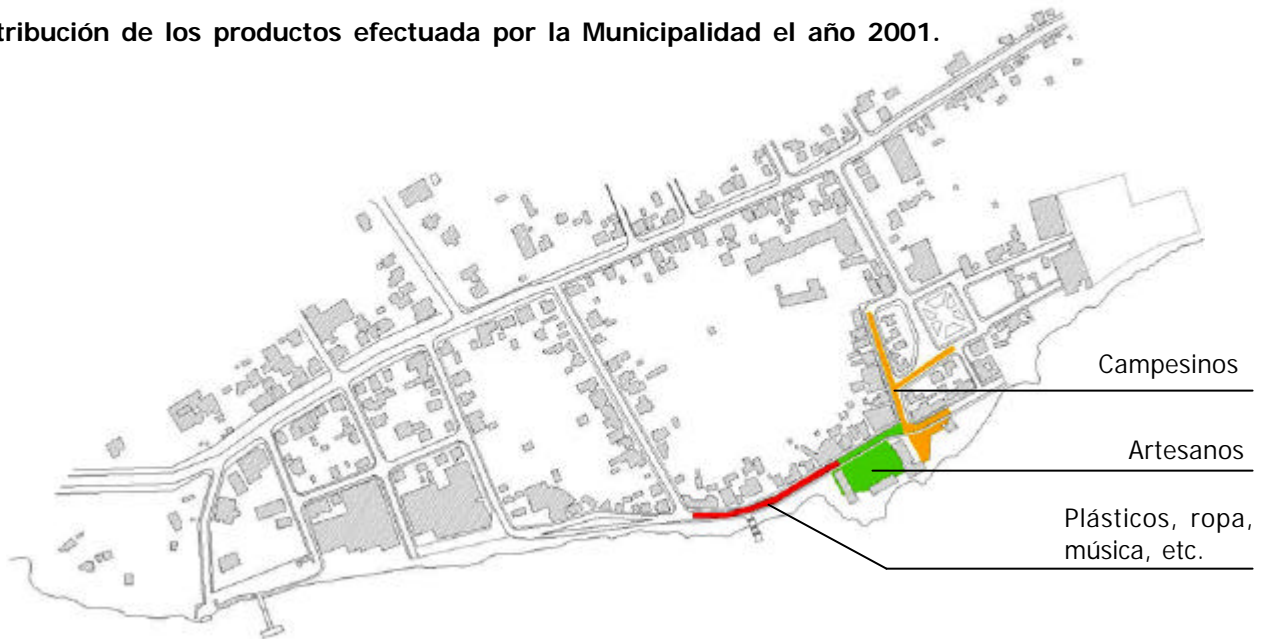 tribución de los productos efectuada por la Municipalidad el año 2001.
Campesinos
Artesanos
Plásticos, ropa,
música, etc.